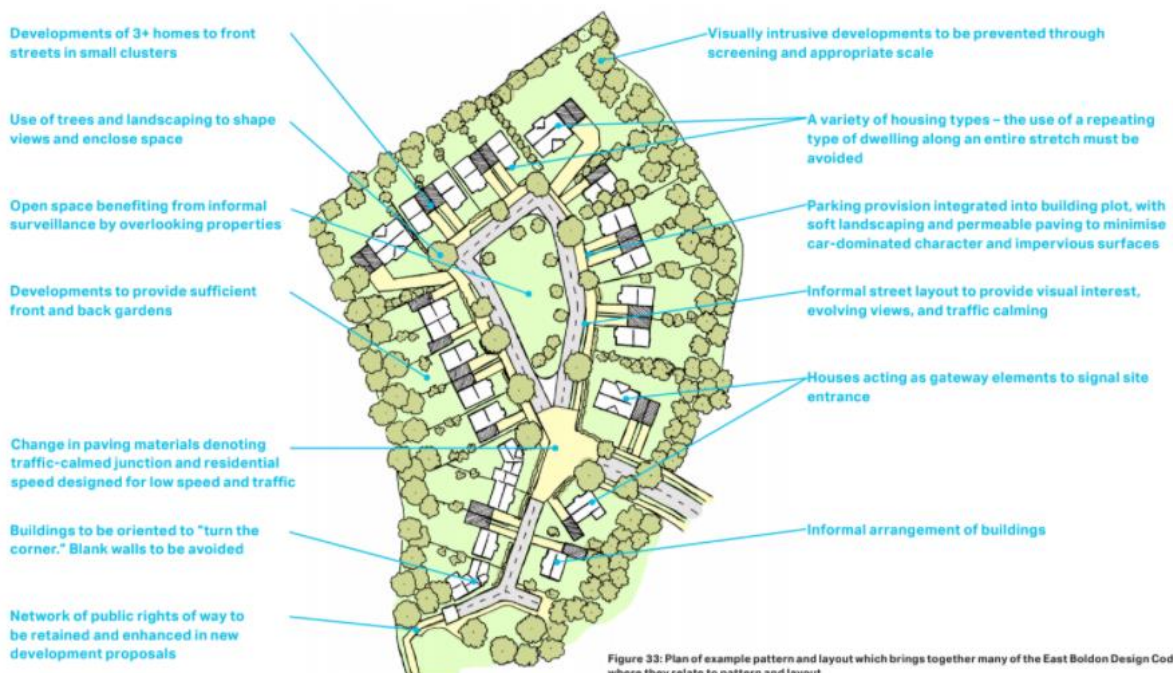 Developments of 3+ homes to front
streets in small clusters
Use of trees and landscaping to shape
views and enclose space
Open space benefiting from informal
surveillance by overlooking properties
Developments to provide sufficient
front and back gardens
Change in paving materials denoting
traffic-calmed junction and residential
speed designed for low speed and traffic
Buildings to be oriented to "turn the
corner." Blank walls to be avoided
Network of public rights of way to
be retained and enhanced in new
development proposals
Visually intrusive developments to be prevented through
screening and appropriate scale
A variety of housing types – the use of a repeating
type of dwelling along an entire stretch must be
avoided
Parking provision integrated into building plot, with
soft landscaping and permeable paving to minimise
car-dominated character and impervious surfaces
Informal street layout to provide visual interest,
evolving views, and traffic calming
Houses acting as gateway elements to signal site
entrance
Informal arrangement of buildings
Figure 33: Plan of example pattern and layout which brings together many of the East Boldon Design Cod
where they relate to pattern and layout